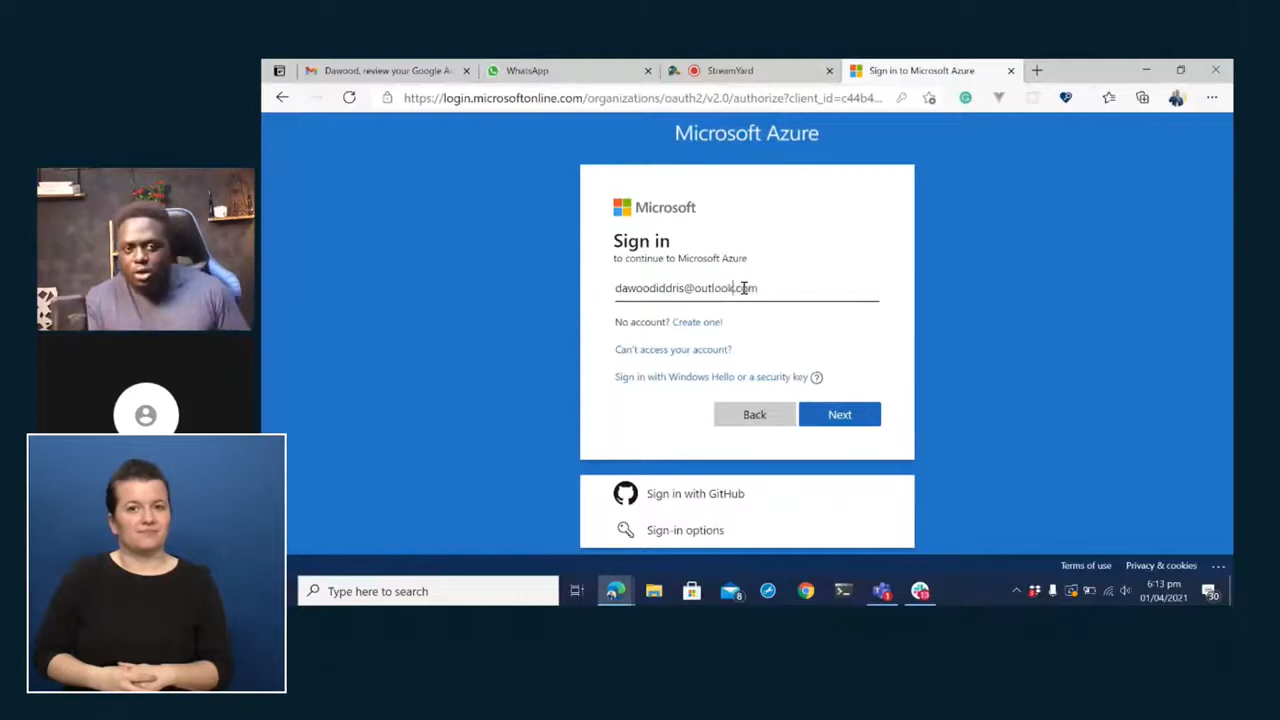 Dawood, review your Google Ac
WhatsApp
StreamYard
Sign in to Microsoft Azure
https://login.microsoftonline.com/organizations/oauth2/v2.0/authorize?client_id=c44b4...
Microsoft Azure
Microsoft
Sign in
to continue to Microsoft Azure
dawoodiddris@outlook.com
No account? Create one!
Can't access your account?
Sign in with Windows Hello or a security key ?
Back
Next
Sign in with GitHub
Sign-in options
Terms of use
Privacy & cookies
...
Type here to search
8
1
6:13 pm
01/04/2021
30